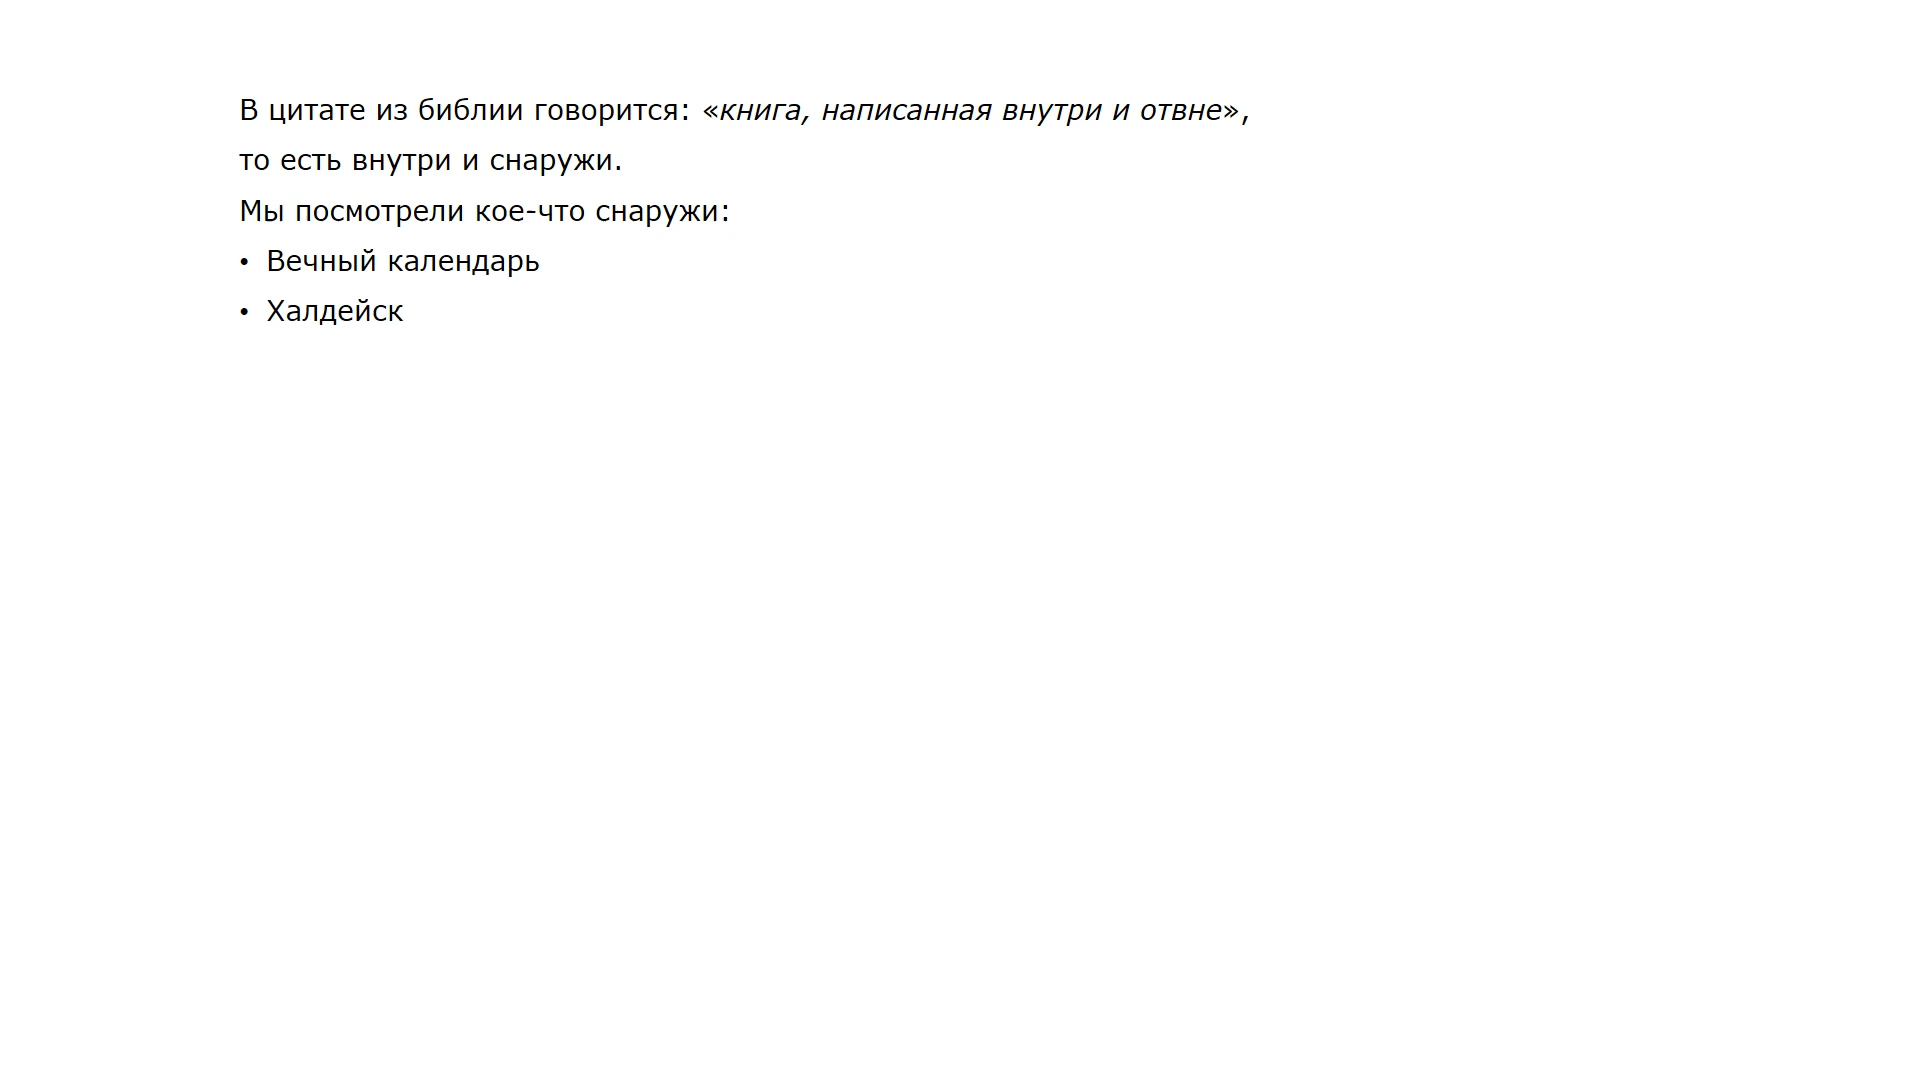 В цитате из библии говорится: «книга, написанная внутри и отвне»,
то есть внутри и снаружи.
Мы посмотрели кое-что снаружи:
• Вечный календарь
• Халдейск